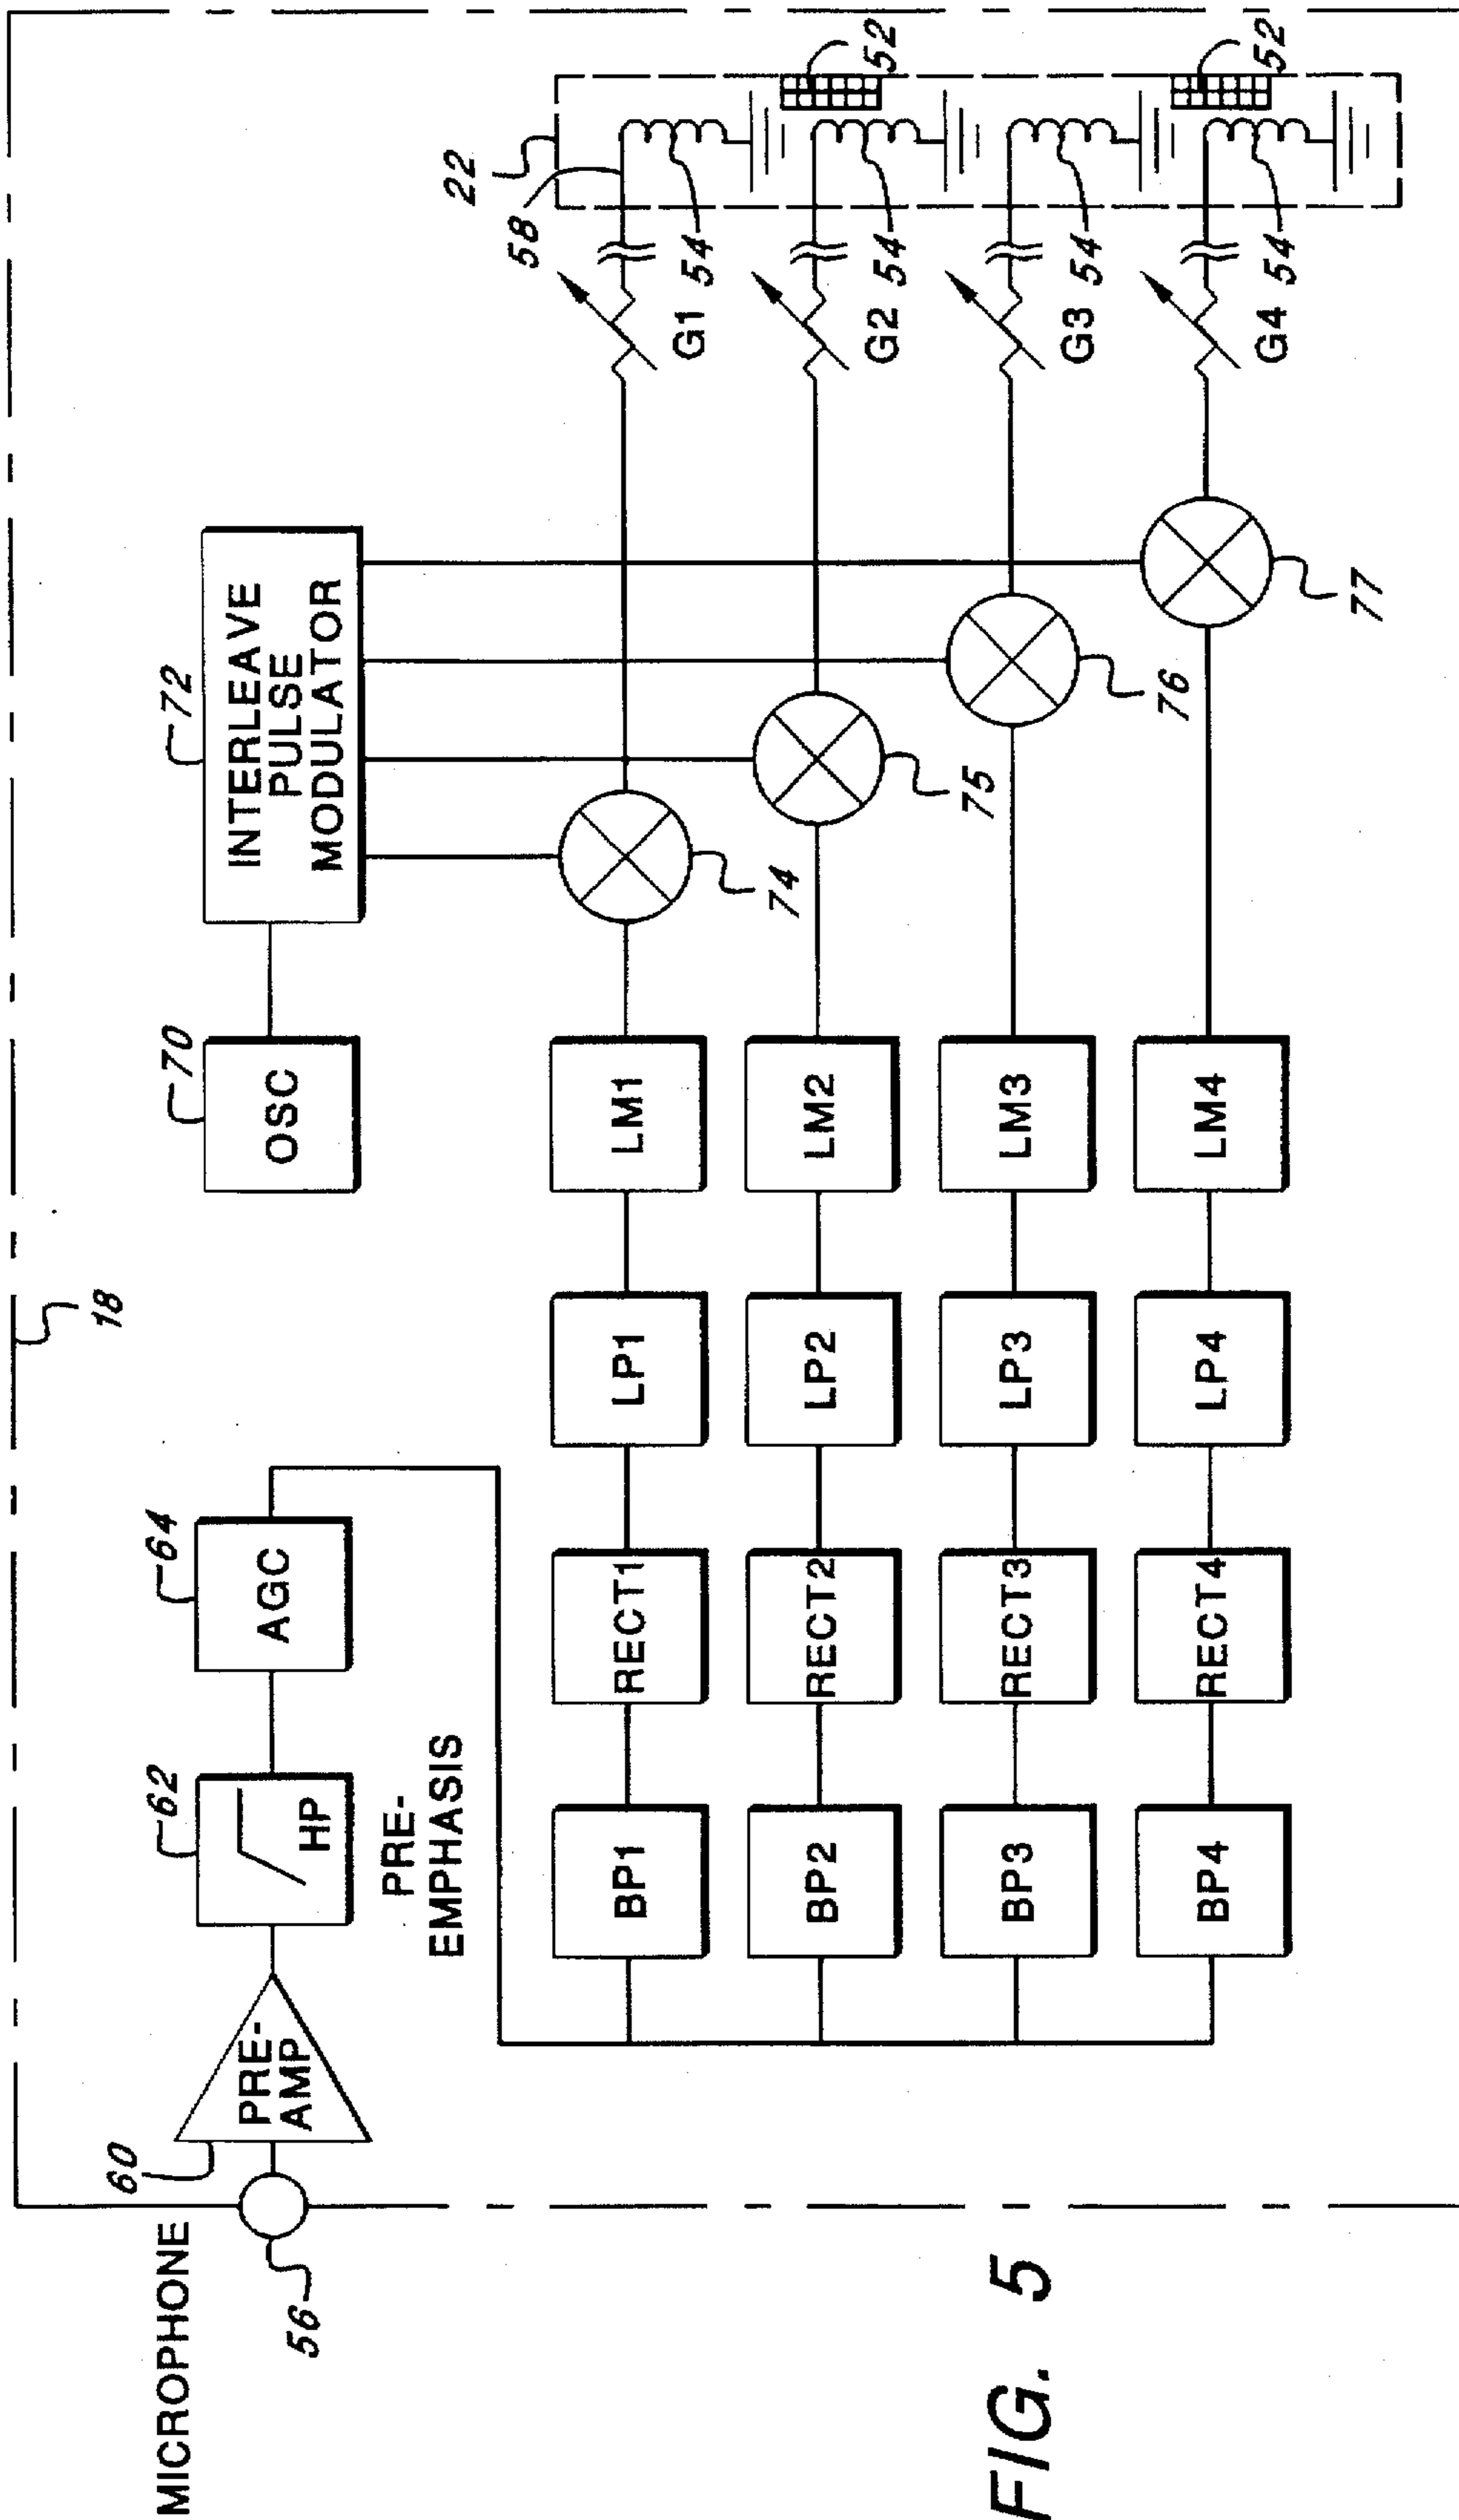 18
MICROPHONE
56
60
PRE-
AMP
62
HP
PRE-
EMPHASIS
64
AGC
70
OSC
72
INTERLEAVE
PULSE
MODULATOR
22
58
BP1
RECT1
LP1
LM1
74
G1
54
52
BP2
RECT2
LP2
LM2
75
G2
54
BP3
RECT3
LP3
LM3
76
G3
54
52
BP4
RECT4
LP4
LM4
77
G4
54
FIG. 5